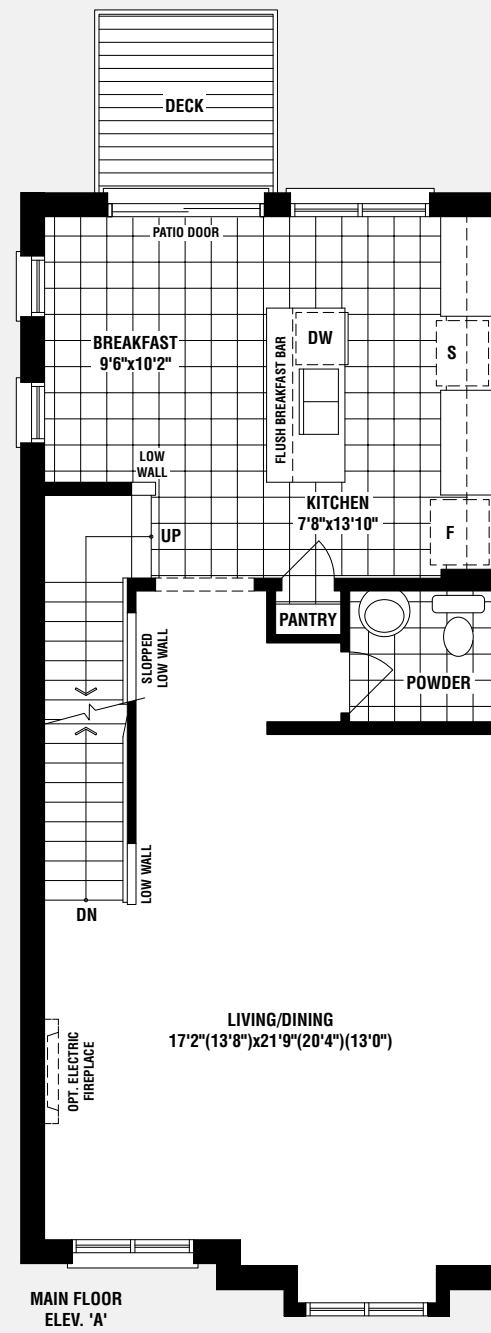 DECK
PATIO DOOR
BREAKFAST
9'6"x10'2"
FLUSH BREAKFAST BAR
DW
S
LOW
WALL
KITCHEN
7'8"x13'10"
F
UP
PANTRY
SLOPPED
LOW WALL
POWDER
LOW WALL
DN
LIVING/DINING
17'2"(13'8")x21'9"(20'4")(13'0")
OPT. ELECTRIC
FIREPLACE
MAIN FLOOR
ELEV. 'A'